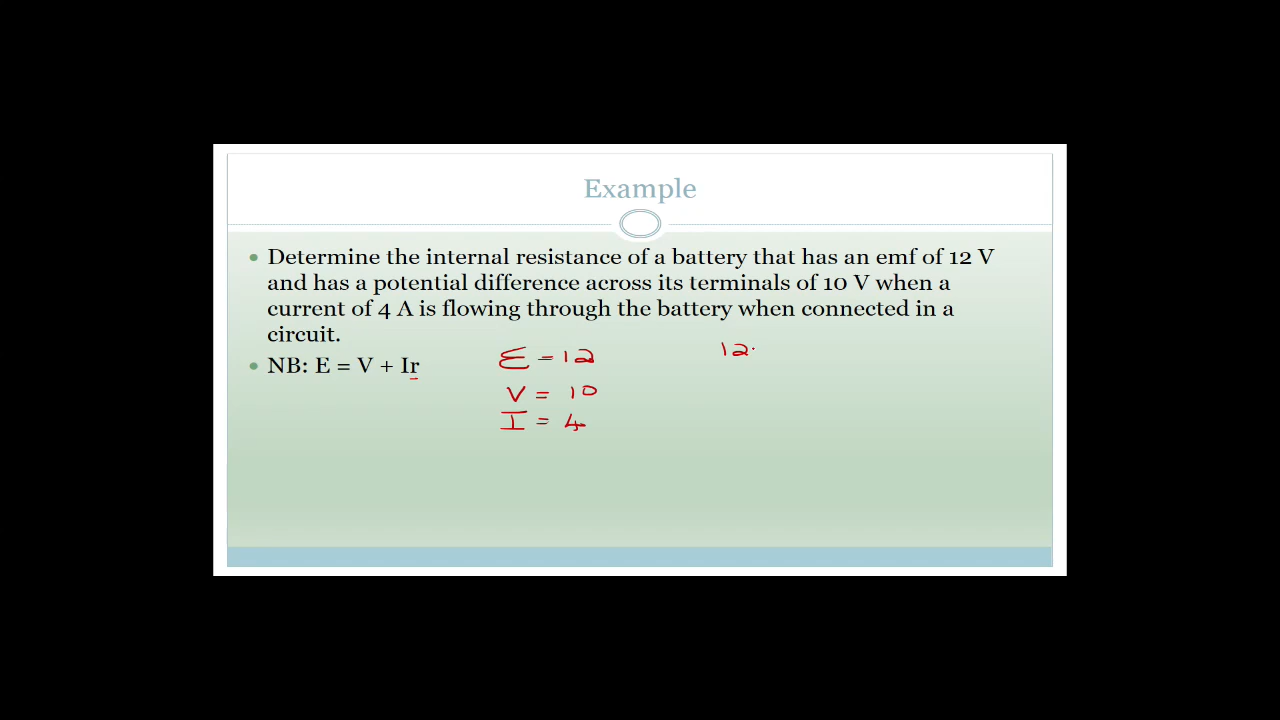 Example
Determine the internal resistance of a battery that has an emf of 12 V
and has a potential difference across its terminals of 10 V when a
current of 4 A is flowing through the battery when connected in a
circuit.
NB: E = V + Ir
Ɛ = 12
V = 10
I = 4
12